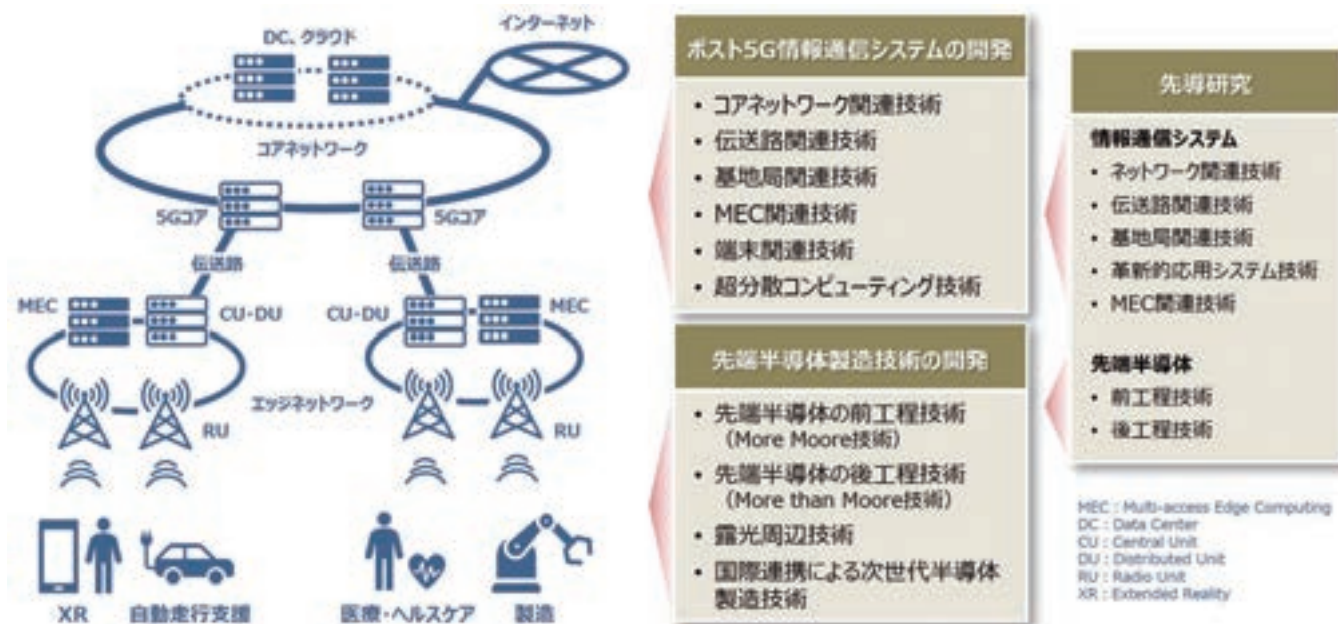 インターネット
DC、クラウド
コアネットワーク
5Gコア
5Gコア
伝送路
伝送路
MEC
CU・DU
CU・DU
MEC
エッジネットワーク
RU
RU
XR
自動走行支援
医療・ヘルスケア
製造
ポスト5G情報通信システムの開発
• コアネットワーク関連技術
• 伝送路関連技術
• 基地局関連技術
• MEC関連技術
• 端末関連技術
• 超分散コンピューティング技術
先端半導体製造技術の開発
• 先端半導体の前工程技術
（More Moore技術）
• 先端半導体の後工程技術
（More than Moore技術）
• 露光周辺技術
• 国際連携による次世代半導体
製造技術
先導研究
情報通信システム
• ネットワーク関連技術
• 伝送路関連技術
• 基地局関連技術
• 革新的応用システム技術
• MEC関連技術
先端半導体
• 前工程技術
• 後工程技術
MEC : Multi-access Edge Computing
DC : Data Center
CU : Central Unit
DU : Distributed Unit
RU : Radio Unit
XR : Extended Reality